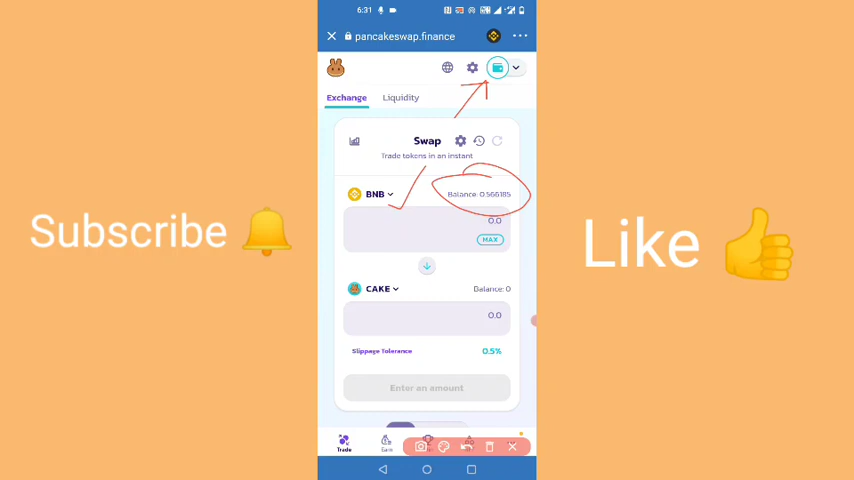 6:31
pancakeswap.finance
Exchange Liquidity
Swap
Trade tokens in an instant
BNB
Balance: 0.566185
0.0
MAX
CAKE
Balance: 0
0.0
Slippage Tolerance 0.5%
Enter an amount
Trade Earn
Subscribe
Like